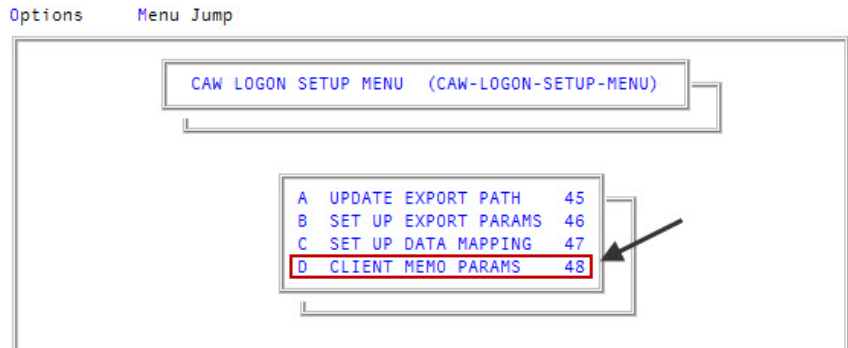 Options Menu Jump
CAW LOGON SETUP MENU (CAW-LOGON-SETUP-MENU)
A UPDATE EXPORT PATH 45
B SET UP EXPORT PARAMS 46
C SET UP DATA MAPPING 47
D CLIENT MEMO PARAMS 48